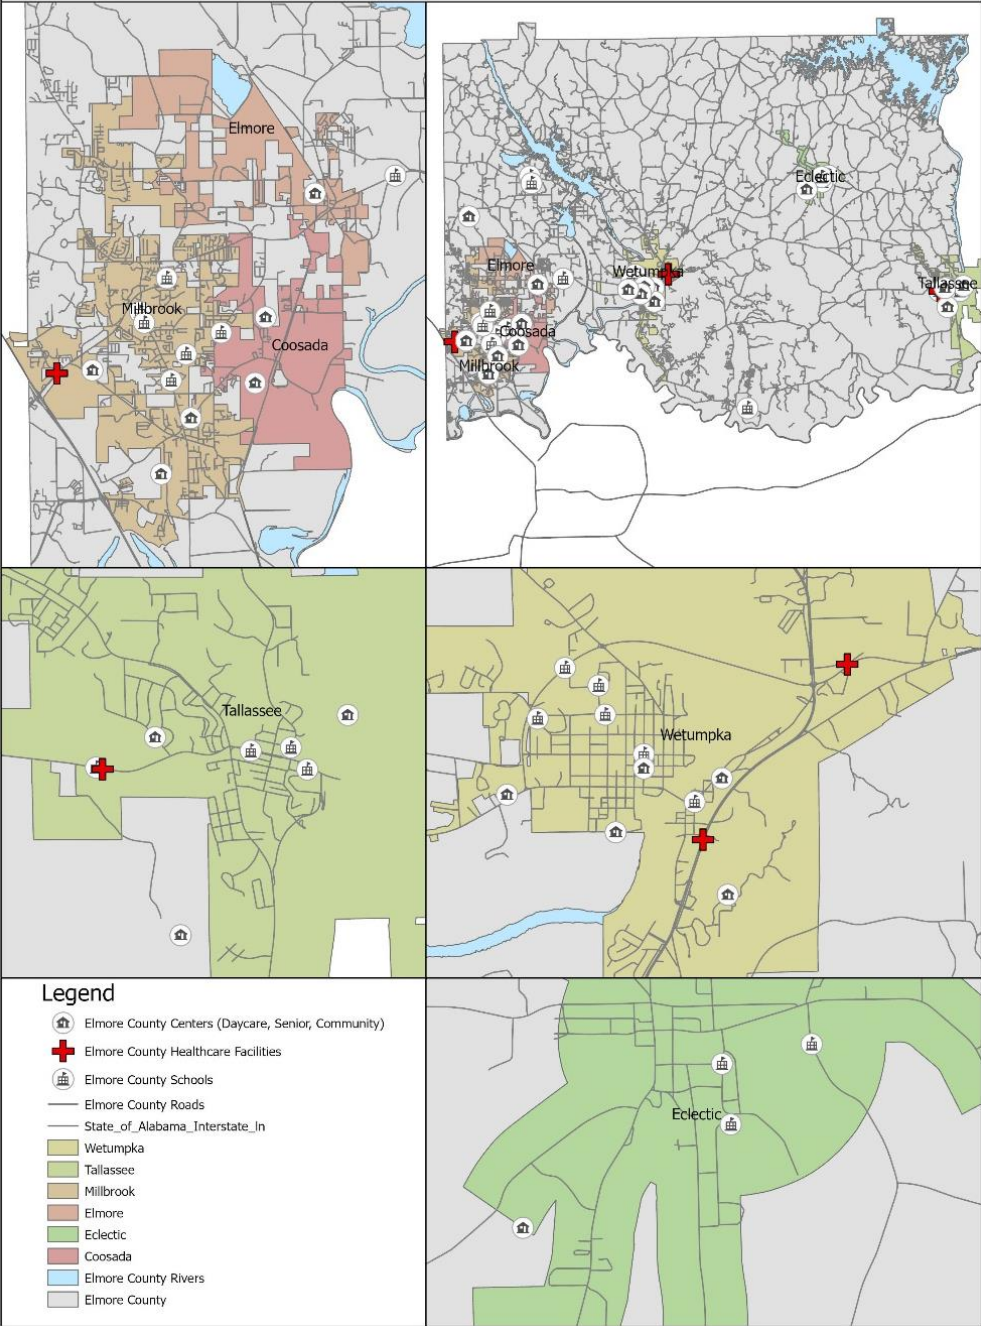 Elmore
Millbrook
Coosada
Eclectic
Elmore
Wetumpka
Tallassee
Coosada
Millbrook
Tallassee
Wetumpka
Legend
Elmore County Centers (Daycare, Senior, Community)
Elmore County Healthcare Facilities
Elmore County Schools
Elmore County Roads
State_of_Alabama_Interstate_ln
Wetumpka
Tallassee
Millbrook
Elmore
Eclectic
Coosada
Elmore County Rivers
Elmore County
Eclectic